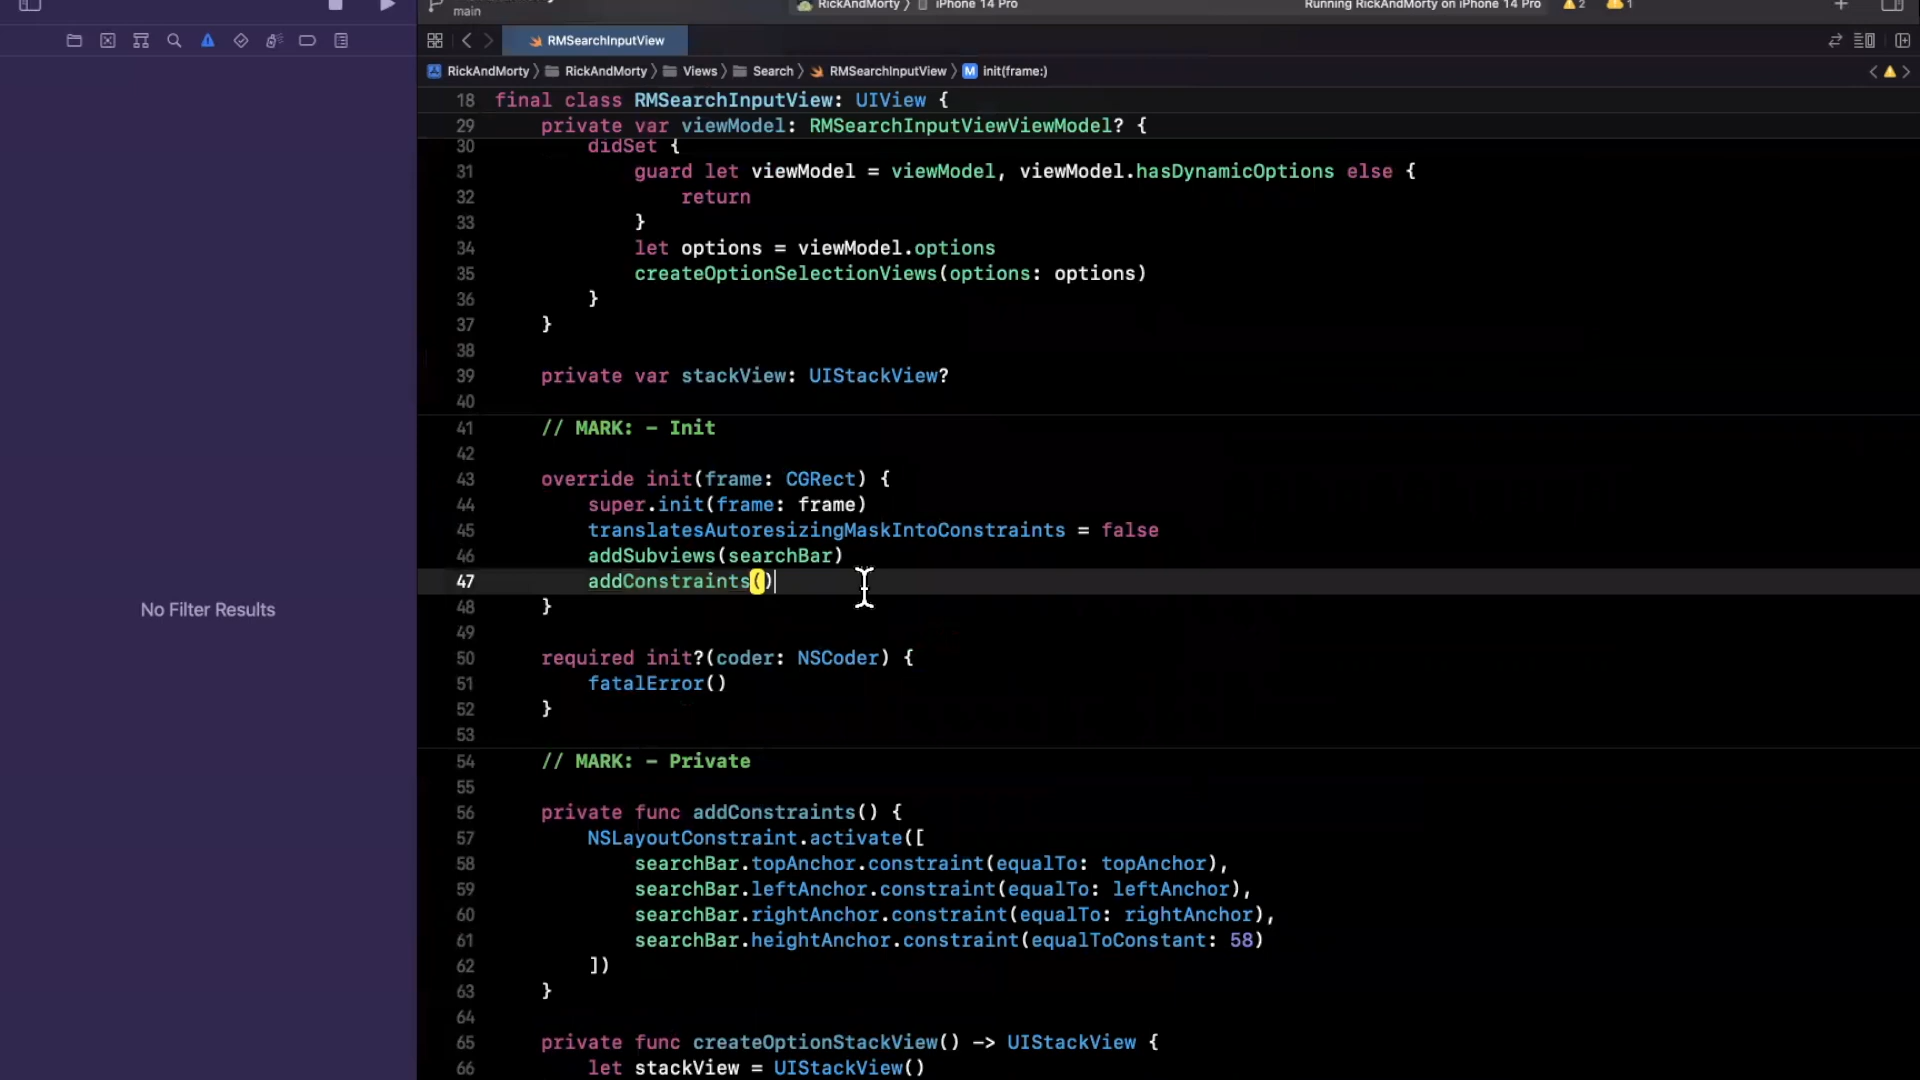 main
RickAndMorty 〉 iPhone 14 Pro
Running RickAndMorty on iPhone 14 Pro
2
1
RMSearchInputView
RickAndMorty 〉 RickAndMorty 〉 Views 〉 Search 〉 RMSearchInputView 〉 M init(frame:)
18 final class RMSearchInputView: UIView {
29 private var viewModel: RMSearchInputViewViewModel? {
30 didSet {
31 guard let viewModel = viewModel, viewModel.hasDynamicOptions else {
32 return
33 }
34 let options = viewModel.options
35 createOptionSelectionViews(options: options)
36 }
37 }
38
39 private var stackView: UIStackView?
40
41 // MARK: - Init
42
43 override init(frame: CGRect) {
44 super.init(frame: frame)
45 translatesAutoresizingMaskIntoConstraints = false
46 addSubviews(searchBar)
47 addConstraints()
48 }
49
50 required init?(coder: NSCoder) {
51 fatalError()
52 }
53
54 // MARK: - Private
55
56 private func addConstraints() {
57 NSLayoutConstraint.activate([
58 searchBar.topAnchor.constraint(equalTo: topAnchor),
59 searchBar.leftAnchor.constraint(equalTo: leftAnchor),
60 searchBar.rightAnchor.constraint(equalTo: rightAnchor),
61 searchBar.heightAnchor.constraint(equalToConstant: 58)
62 ])
63 }
64
65 private func createOptionStackView() -> UIStackView {
66 let stackView = UIStackView()
No Filter Results